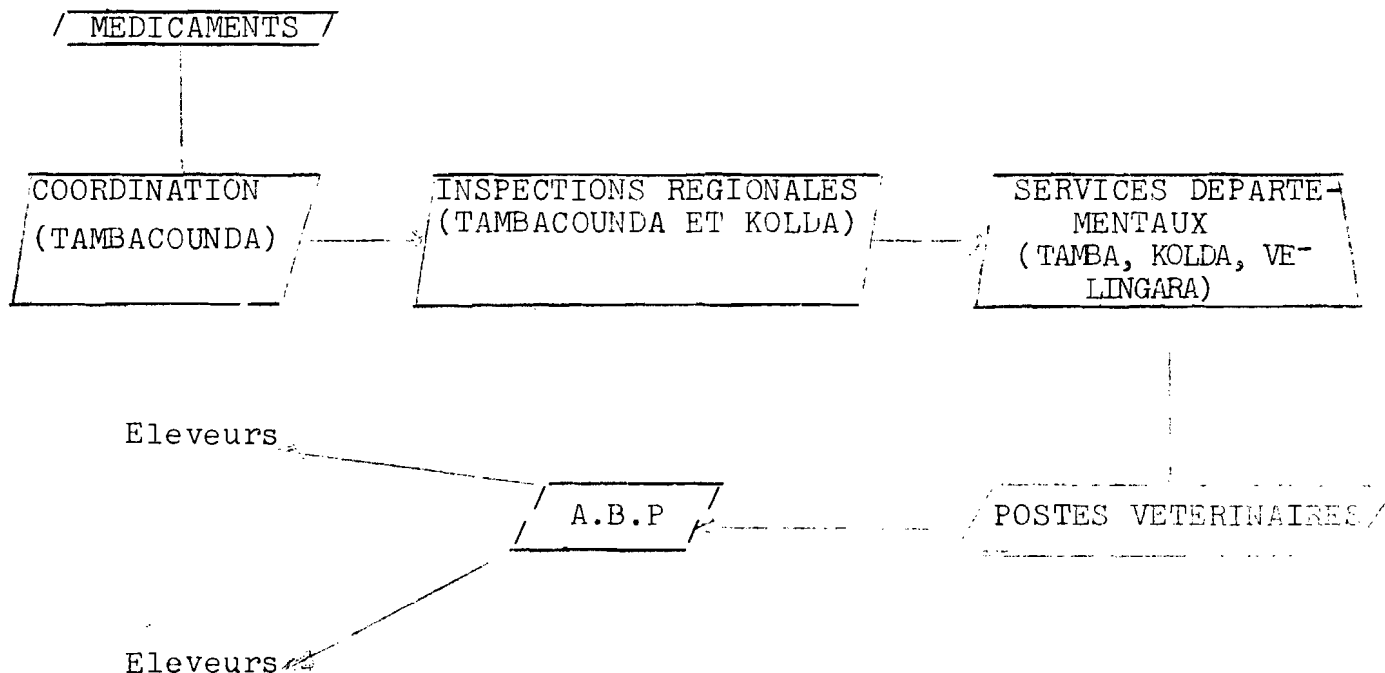 MEDICAMENTS
COORDINATION
(TAMBACOUNDA)
INSPECTIONS REGIONALES
(TAMBACOUNDA ET KOLDA)
SERVICES DEPARTE-
MENTAUX
(TAMBA, KOLDA, VE-
LINGARA)
Eleveurs
A.B.P
POSTES VETERINAIRES
Eleveurs